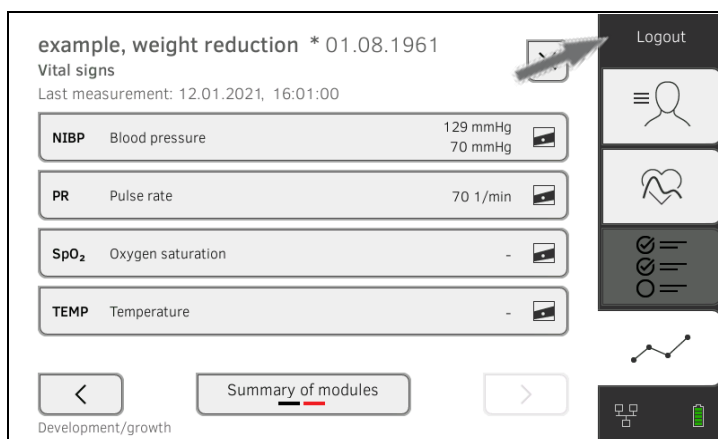 example, weight reduction * 01.08.1961
Logout
Vital signs
Last measurement: 12.01.2021, 16:01:00
NIBP Blood pressure 129 mmHg
70 mmHg
PR Pulse rate 70 1/min
SpO₂ Oxygen saturation -
TEMP Temperature -
Summary of modules
Development/growth